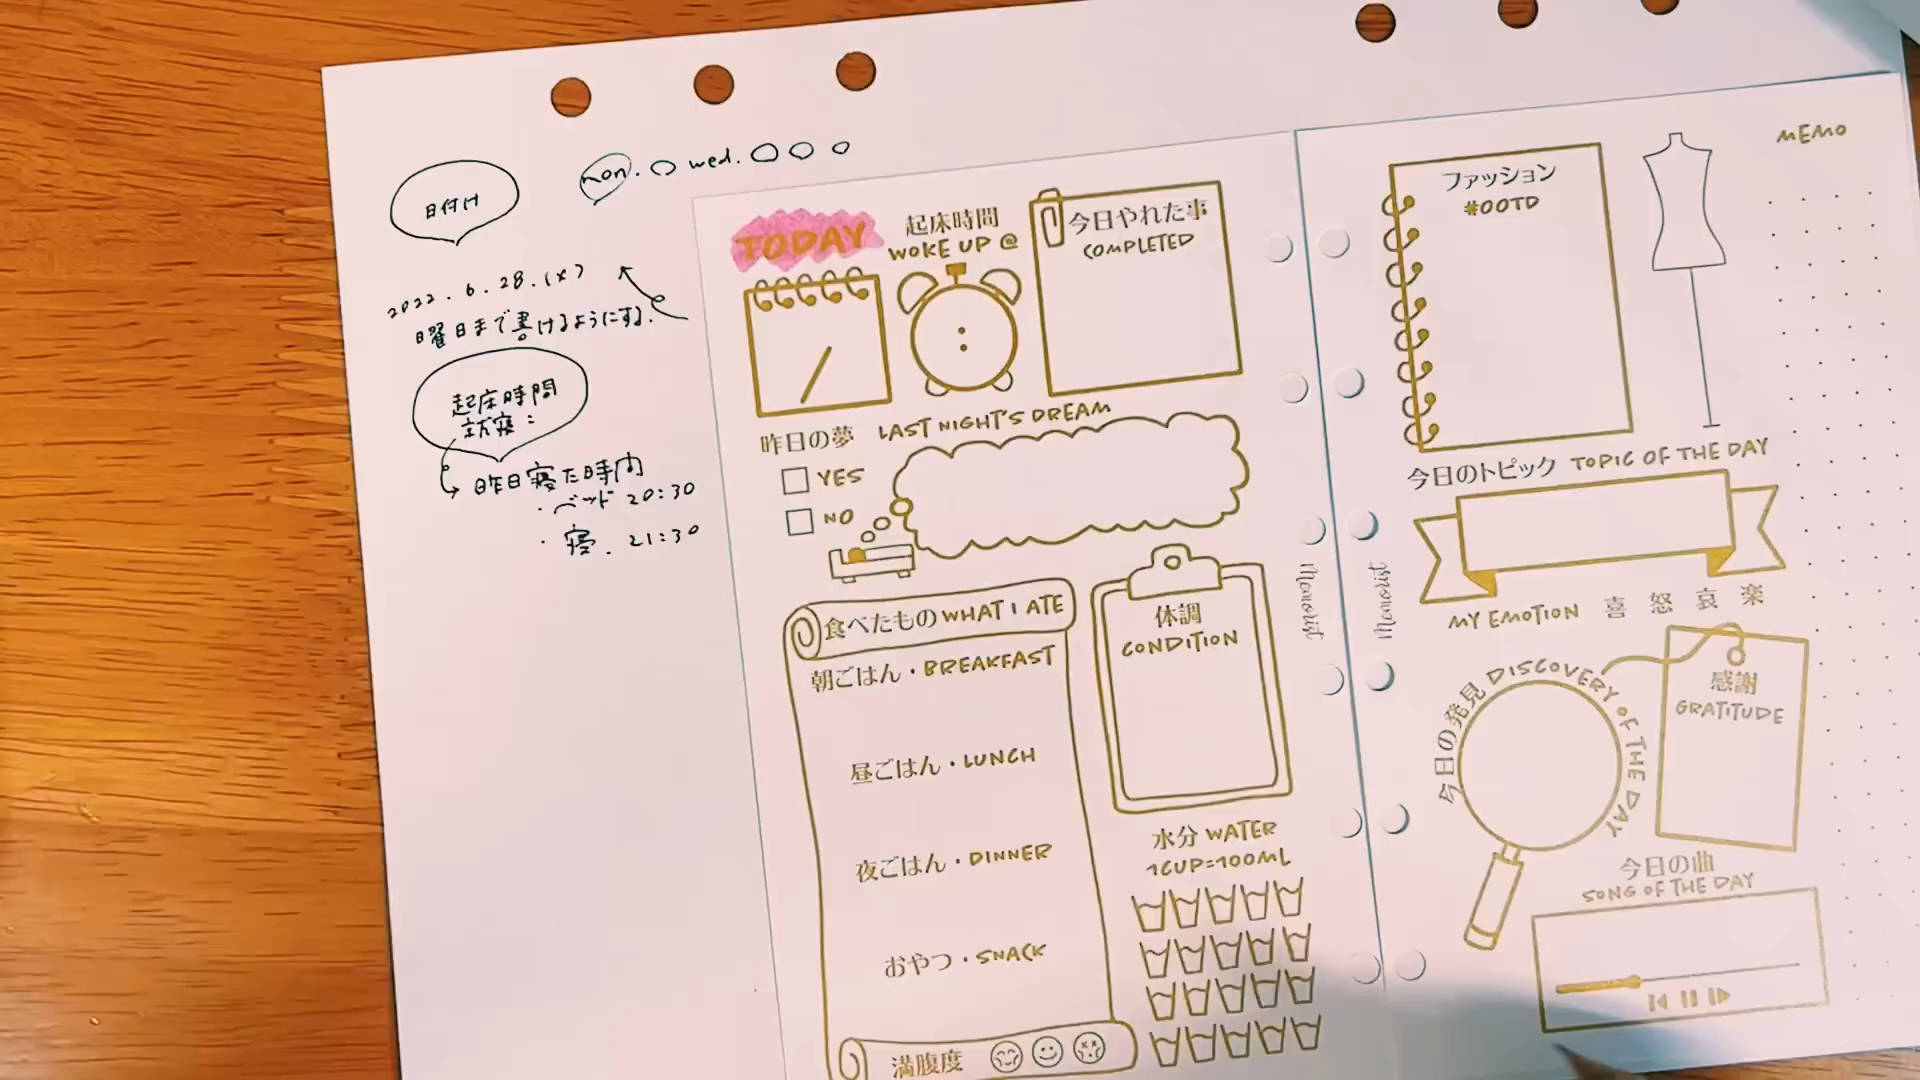 日付け
mon. wed.
2022.6.28.(火)
日曜日まで書けるようにする.
起床時間
就寝:
昨日寝た時間
・ベッド 20:30
・寝. 21:30
TODAY
起床時間
WOKE UP @
今日やれた事
COMPLETED
昨日の夢 LAST NIGHT'S DREAM
YES
NO
食べたもの WHAT I ATE
朝ごはん・BREAKFAST
昼ごはん・LUNCH
夜ごはん・DINNER
おやつ・SNACK
満腹度
体調
CONDITION
水分 WATER
1CUP=100ML
Memorist
Memorist
ファッション
#OOTD
MEMO
今日のトピック TOPIC OF THE DAY
MY EMOTION 喜 怒 哀 楽
今日の発見 DISCOVERY OF THE DAY
感謝
GRATITUDE
今日の曲
SONG OF THE DAY